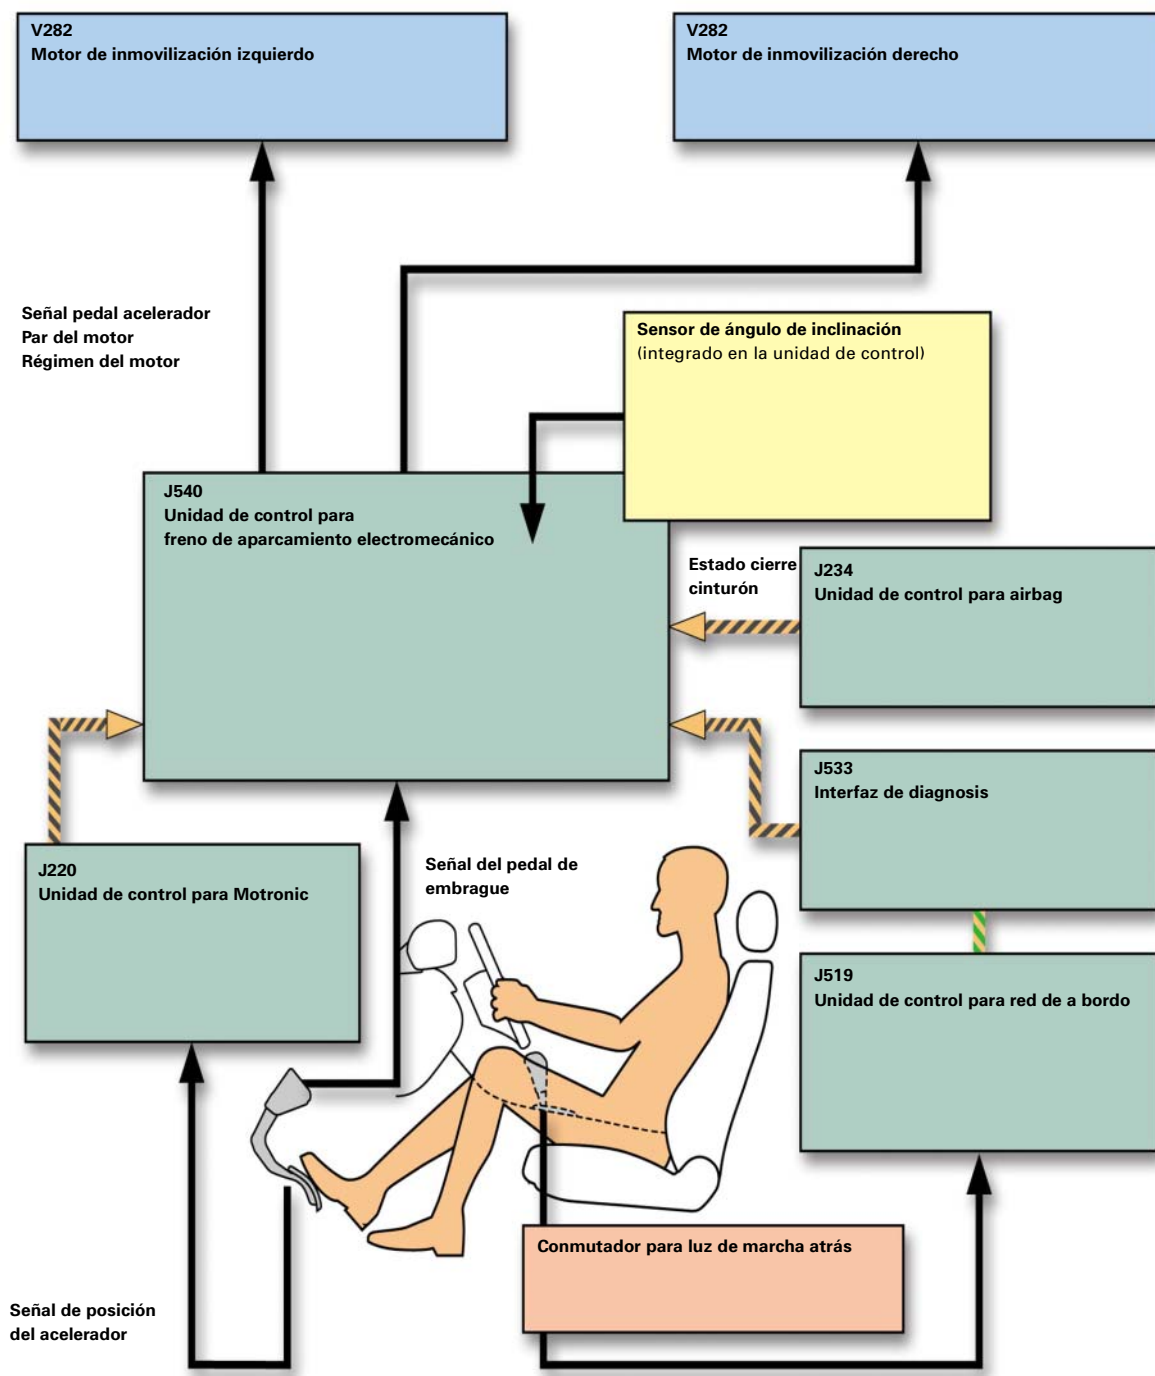 V282
Motor de inmovilización izquierdo
V282
Motor de inmovilización derecho
Señal pedal acelerador
Par del motor
Régimen del motor
Sensor de ángulo de inclinación
(integrado en la unidad de control)
J540
Unidad de control para
freno de aparcamiento electromecánico
Estado cierre
cinturón
J234
Unidad de control para airbag
J533
Interfaz de diagnosis
J220
Unidad de control para Motronic
Señal del pedal de
embrague
J519
Unidad de control para red de a bordo
Conmutador para luz de marcha atrás
Señal de posición
del acelerador